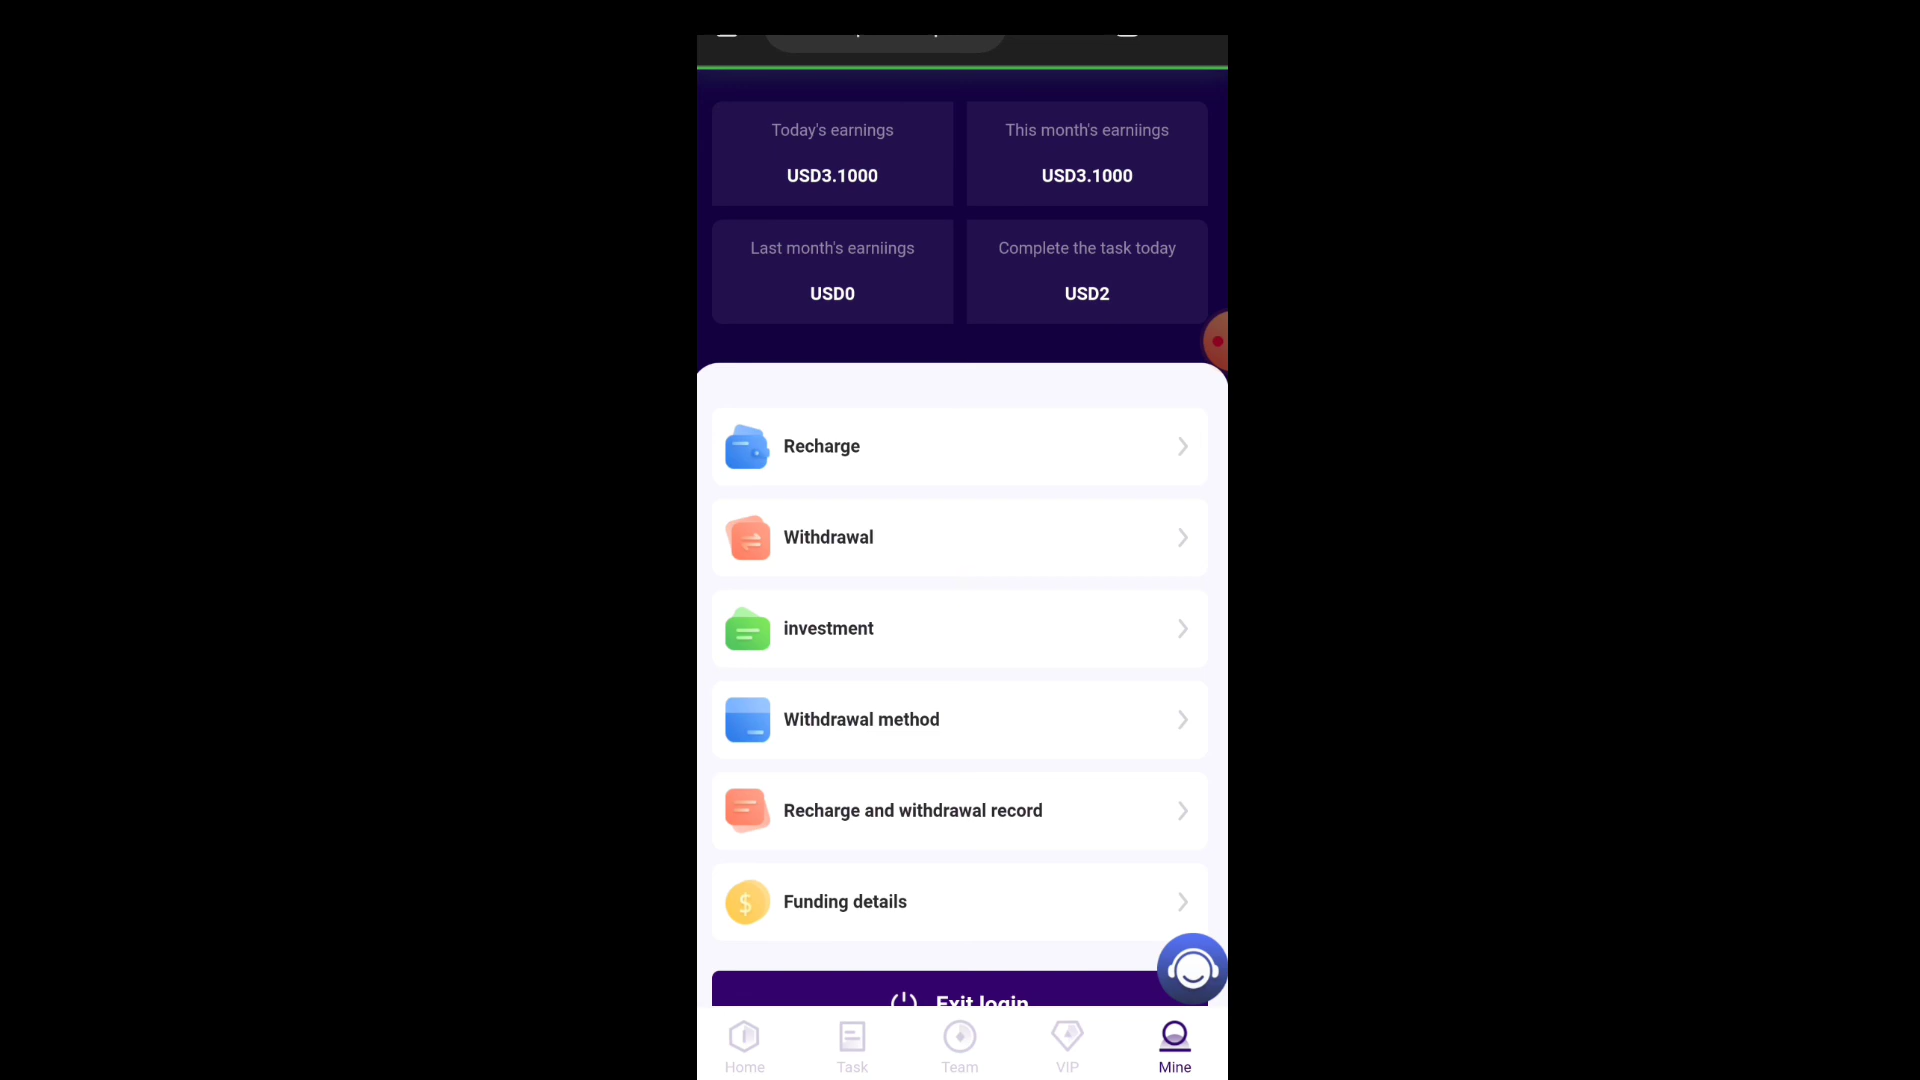 Today's earnings
USD3.1000
This month's earniings
USD3.1000
Last month's earniings
USD0
Complete the task today
USD2
Recharge
Withdrawal
investment
Withdrawal method
Recharge and withdrawal record
Funding details
Exit login
Home
Task
Team
VIP
Mine